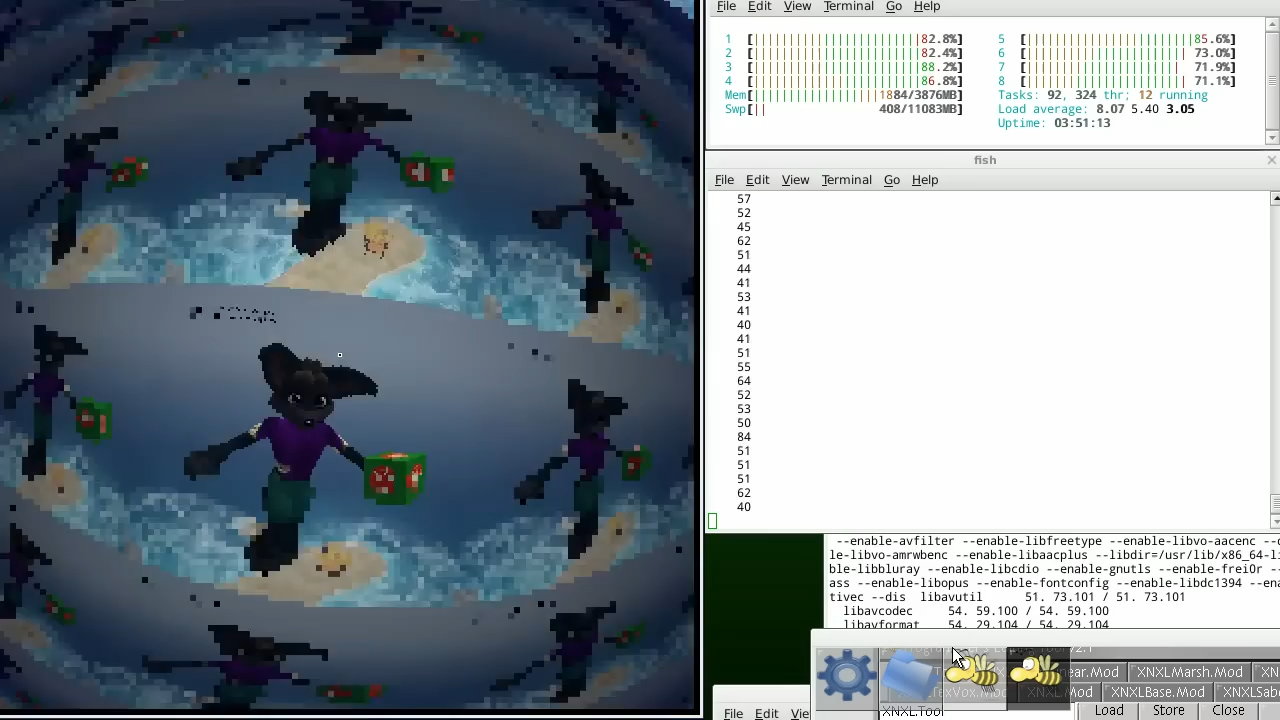 File Edit View Terminal Go Help
1 [||||||||||||||||||||||||82.8%] 5 [|||||||||||||||||||||||||85.6%]
2 [||||||||||||||||||||||||82.4%] 6 [||||||||||||||||||||||| 73.0%]
3 [||||||||||||||||||||||||88.2%] 7 [|||||||||||||||||||||| 71.9%]
4 [||||||||||||||||||||||||86.8%] 8 [||||||||||||||||||||||| 71.1%]
Mem[||||||||||||||||||1884/3876MB] Tasks: 92, 324 thr; 12 running
Swp[|| 408/11083MB] Load average: 8.07 5.40 3.05
Uptime: 03:51:13
fish
File Edit View Terminal Go Help
57
52
45
62
51
44
41
53
41
40
41
51
55
64
52
53
50
84
51
51
51
62
40
--enable-avfilter --enable-libfreetype --enable-libvo-aacenc --enc
le-libvo-amrwbenc --enable-libaacplus --libdir=/usr/lib/x86_64-li
ble-libbluray --enable-libcdio --enable-gnutls --enable-frei0r --
ass --enable-libopus --enable-fontconfig --enable-libdc1394 --ena
tivec --dis libavutil 51. 73.101 / 51. 73.101
libavcodec 54. 59.100 / 54. 59.100
libavformat 54. 29.104 / 54. 29.104
XNXLMarsh.Mod XN
XNXL.Mod XNXLBase.Mod XNXLSab
File Edit Vie XNXL.Tool Load Store Close